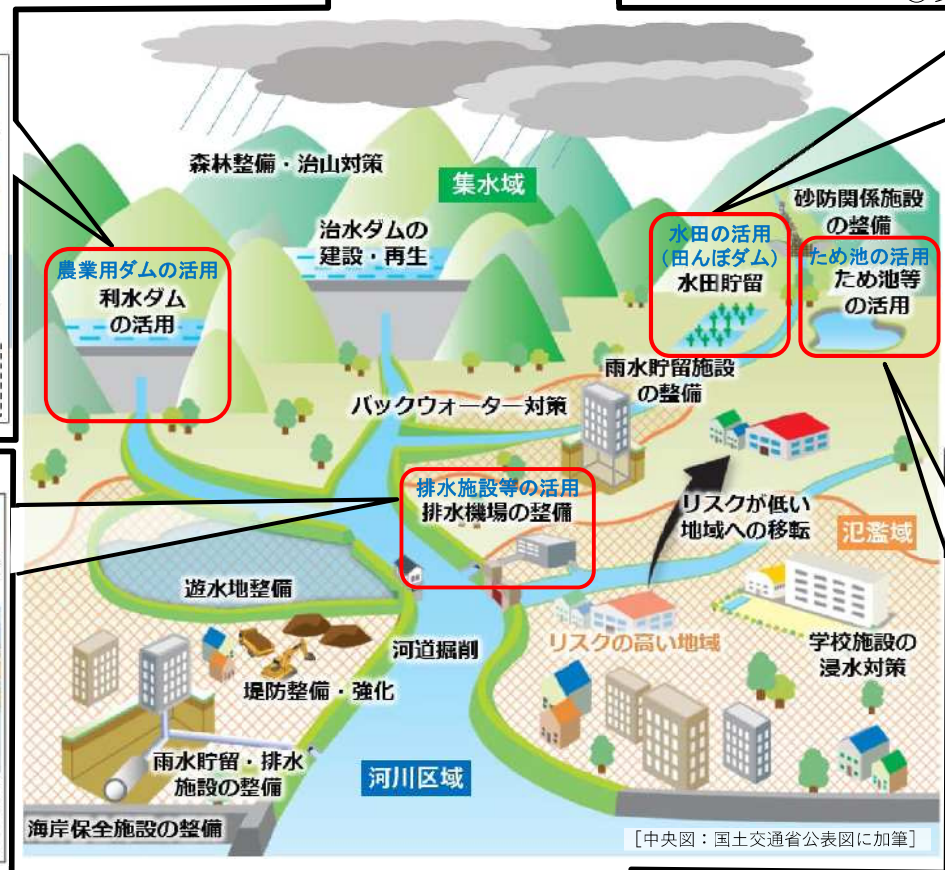 森林整備・治山対策
集水域
砂防関係施設
の整備
治水ダムの
建設・再生
水田の活用
(田んぼダム)
水田貯留
ため池の活用
ため池等
の活用
農業用ダムの活用
利水ダム
の活用
雨水貯留施設
の整備
バックウォーター対策
排水施設等の活用
排水機場の整備
リスクが低い
地域への移転
氾濫域
遊水地整備
リスクの高い地域
学校施設の
浸水対策
河道掘削
堤防整備・強化
雨水貯留・排水
施設の整備
河川区域
海岸保全施設の整備
[中央図:国土交通省公表図に加筆]